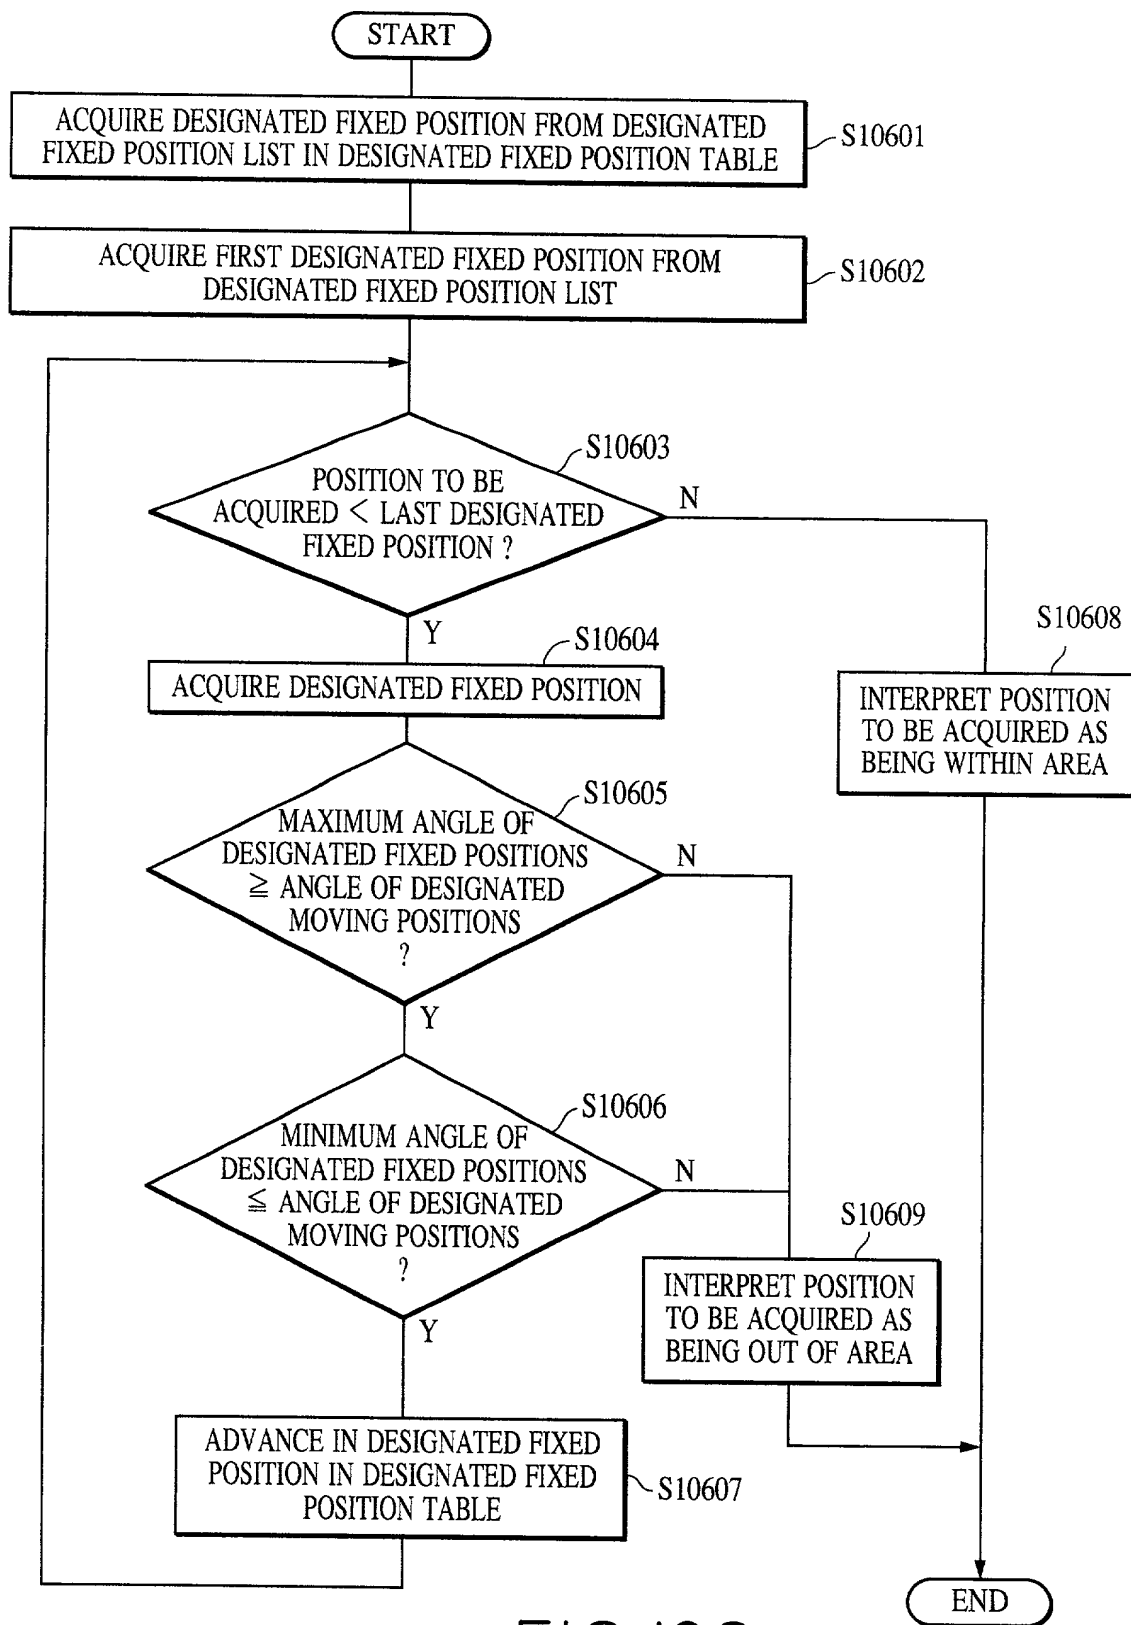 START
ACQUIRE DESIGNATED FIXED POSITION FROM DESIGNATED
FIXED POSITION LIST IN DESIGNATED FIXED POSITION TABLE
S10601
ACQUIRE FIRST DESIGNATED FIXED POSITION FROM
DESIGNATED FIXED POSITION LIST
S10602
S10603
POSITION TO BE
ACQUIRED < LAST DESIGNATED
FIXED POSITION ?
N
Y
S10604
ACQUIRE DESIGNATED FIXED POSITION
S10608
INTERPRET POSITION
TO BE ACQUIRED AS
BEING WITHIN AREA
S10605
MAXIMUM ANGLE OF
DESIGNATED FIXED POSITIONS
≧ ANGLE OF DESIGNATED
MOVING POSITIONS
?
N
Y
S10606
MINIMUM ANGLE OF
DESIGNATED FIXED POSITIONS
≦ ANGLE OF DESIGNATED
MOVING POSITIONS
?
N
Y
S10609
INTERPRET POSITION
TO BE ACQUIRED AS
BEING OUT OF AREA
ADVANCE IN DESIGNATED FIXED
POSITION IN DESIGNATED FIXED
POSITION TABLE
S10607
END